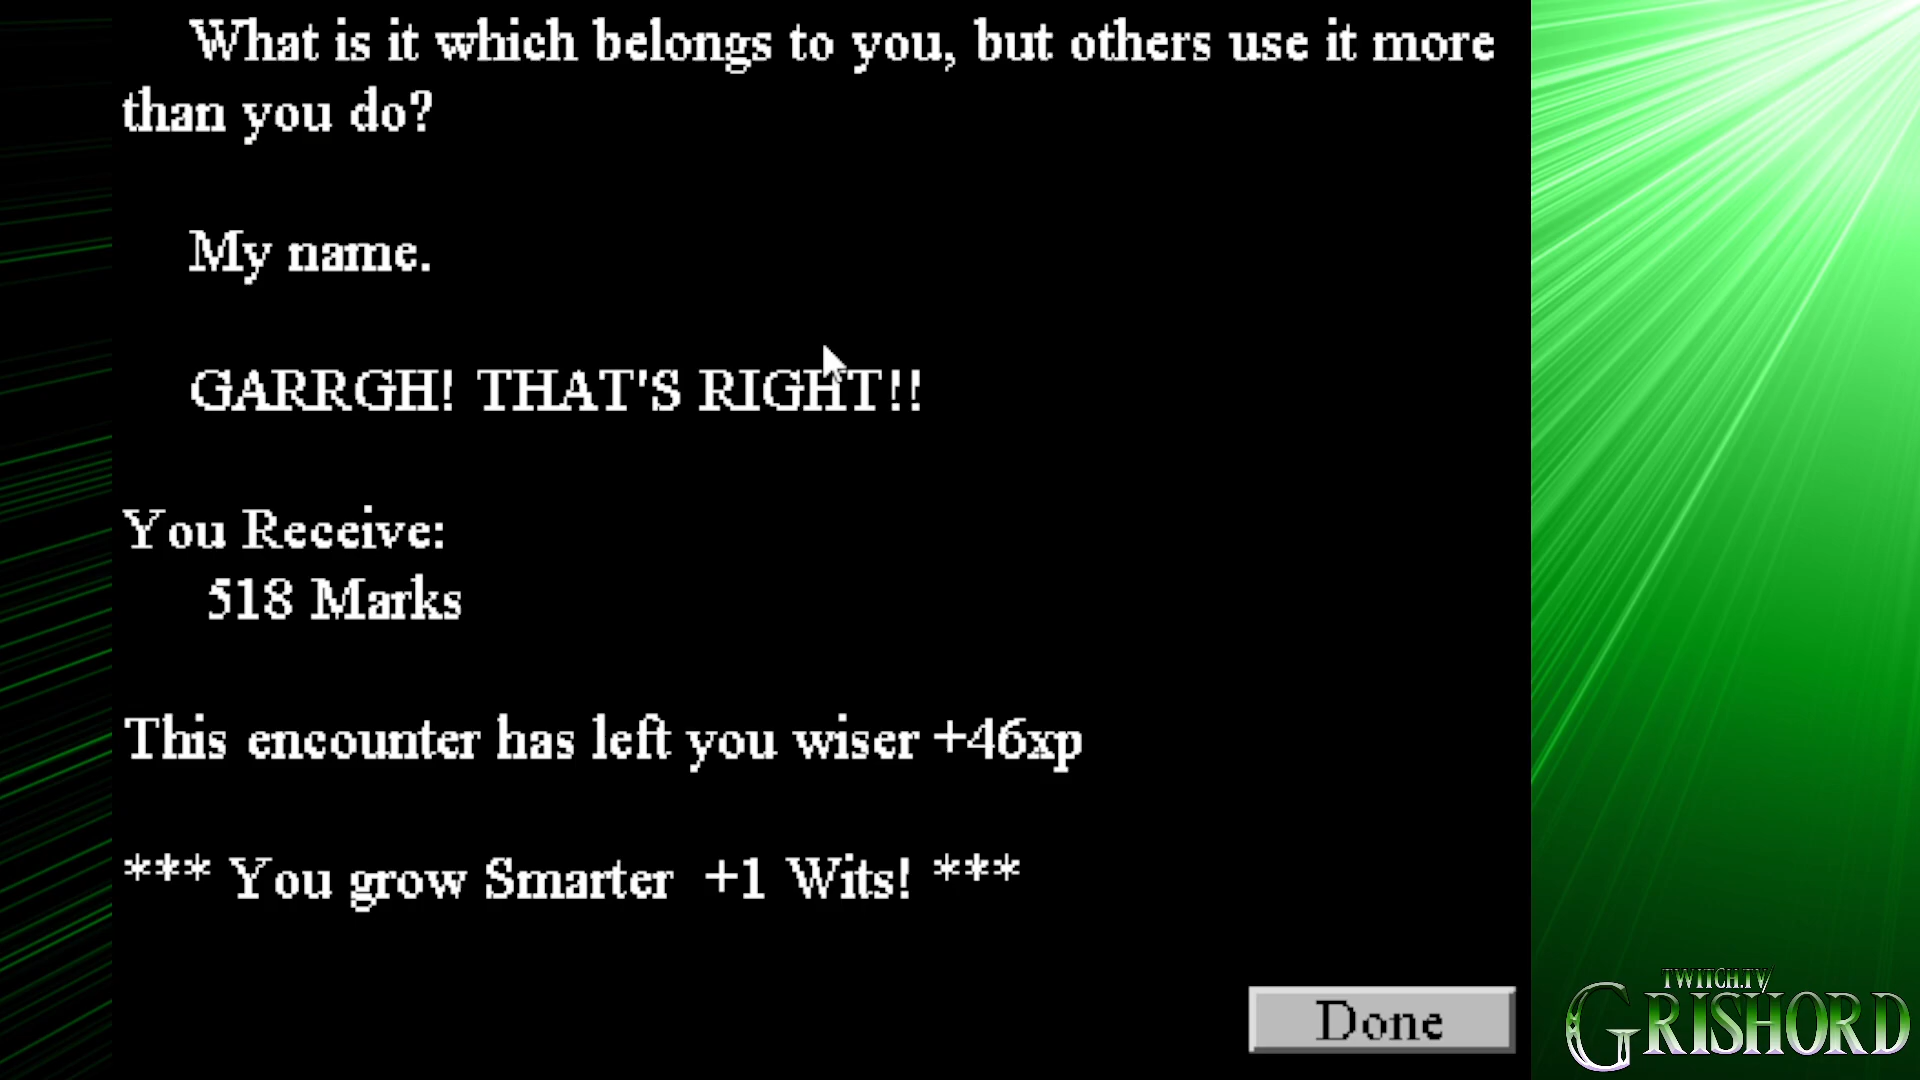 What is it which belongs to you, but others use it more
than you do?
My name.
GARRGH! THAT'S RIGHT!!
You Receive:
518 Marks
This encounter has left you wiser +46xp
*** You grow Smarter +1 Wits! ***
Done
TWITCH.TV/
GRISHORD